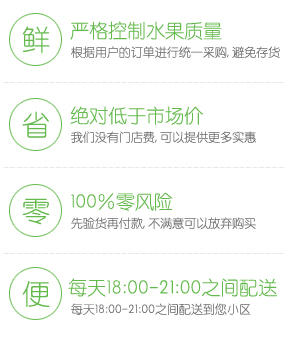 鲜
严格控制水果质量
根据用户的订单进行统一采购, 避免存货
省
绝对低于市场价
我们没有门店费, 可以提供更多实惠
零
100%零风险
先验货再付款, 不满意可以放弃购买
便
每天18:00-21:00之间配送
每天18:00-21:00之间配送到您小区